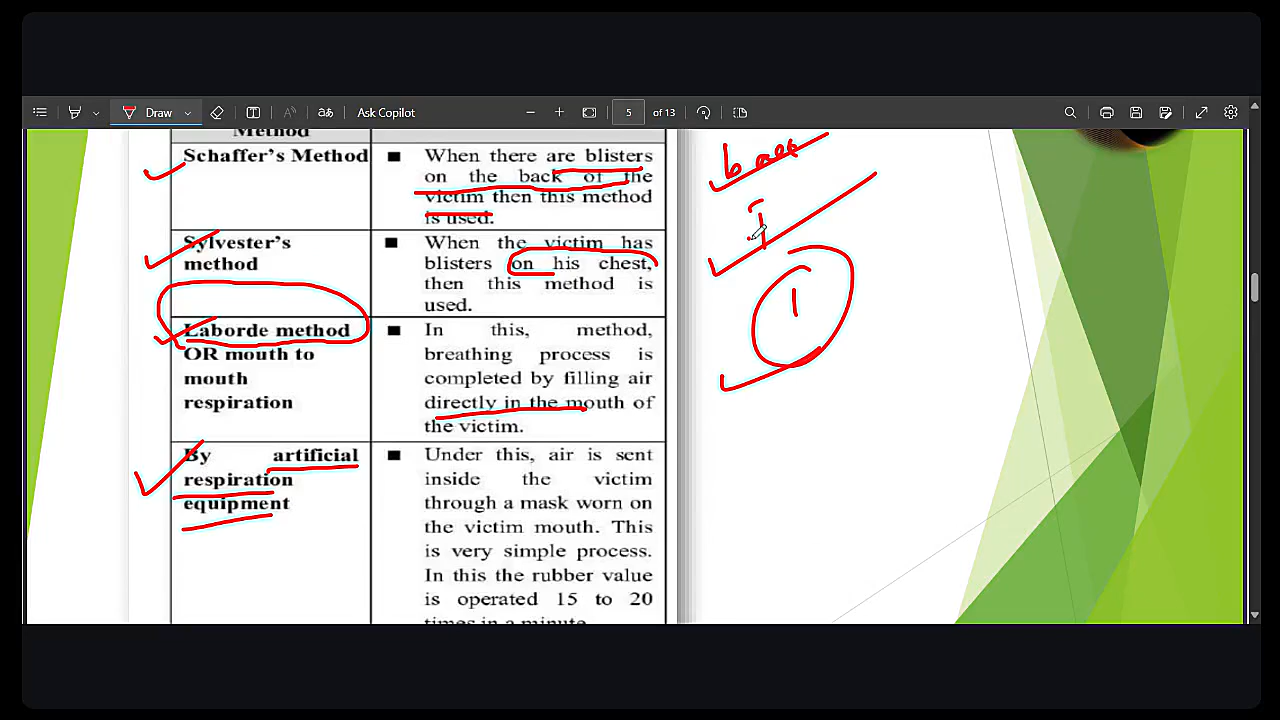 Draw
Ask Copilot
5 of 13
Method
Schaffer's Method
■ When there are blisters
on the back of the
victim then this method
is used.
Sylvester's
method
■ When the victim has
blisters on his chest,
then this method is
used.
Laborde method
OR mouth to
mouth
respiration
■ In this, method,
breathing process is
completed by filling air
directly in the mouth of
the victim.
By artificial
respiration
equipment
■ Under this, air is sent
inside the victim
through a mask worn on
the victim mouth. This
is very simple process.
In this the rubber value
is operated 15 to 20
times in a minute.